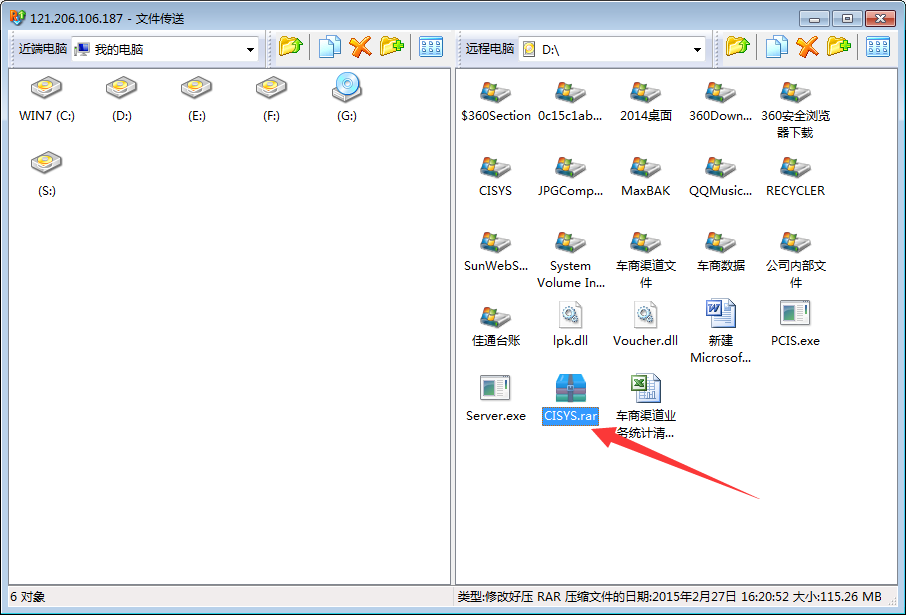 121.206.106.187 - 文件传送
近端电脑 我的电脑
远程电脑 D:\
WIN7 (C:) (D:) (E:) (F:) (G:)
(S:)
$360Section 0c15c1ab... 2014桌面 360Down... 360安全浏览
器下载
CISYS JPGComp... MaxBAK QQMusic... RECYCLER
SunWebS... System 车商渠道文 车商数据 公司内部文
Volume In... 件 件
佳通台账 lpk.dll Voucher.dll 新建 PCIS.exe
Microsof...
Server.exe CISYS.rar 车商渠道业
务统计清...
6 对象
类型:修改好压 RAR 压缩文件的日期:2015年2月27日 16:20:52 大小:115.26 MB